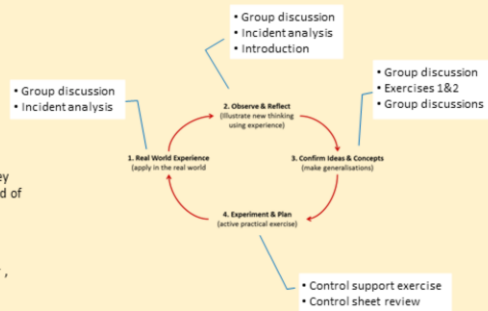 • Group discussion
• Incident analysis
• Introduction
• Group discussion
• Incident analysis
• Group discussion
• Exercises 1&2
• Group discussions
2. Observe & Reflect
(Illustrate new thinking
using experience)
1. Real World Experience
(apply in the real world
3. Confirm Ideas & Concepts
(make generalisations)
4. Experiment & Plan
(active practical exercise)
d of
,
• Control support exercise
• Control sheet review